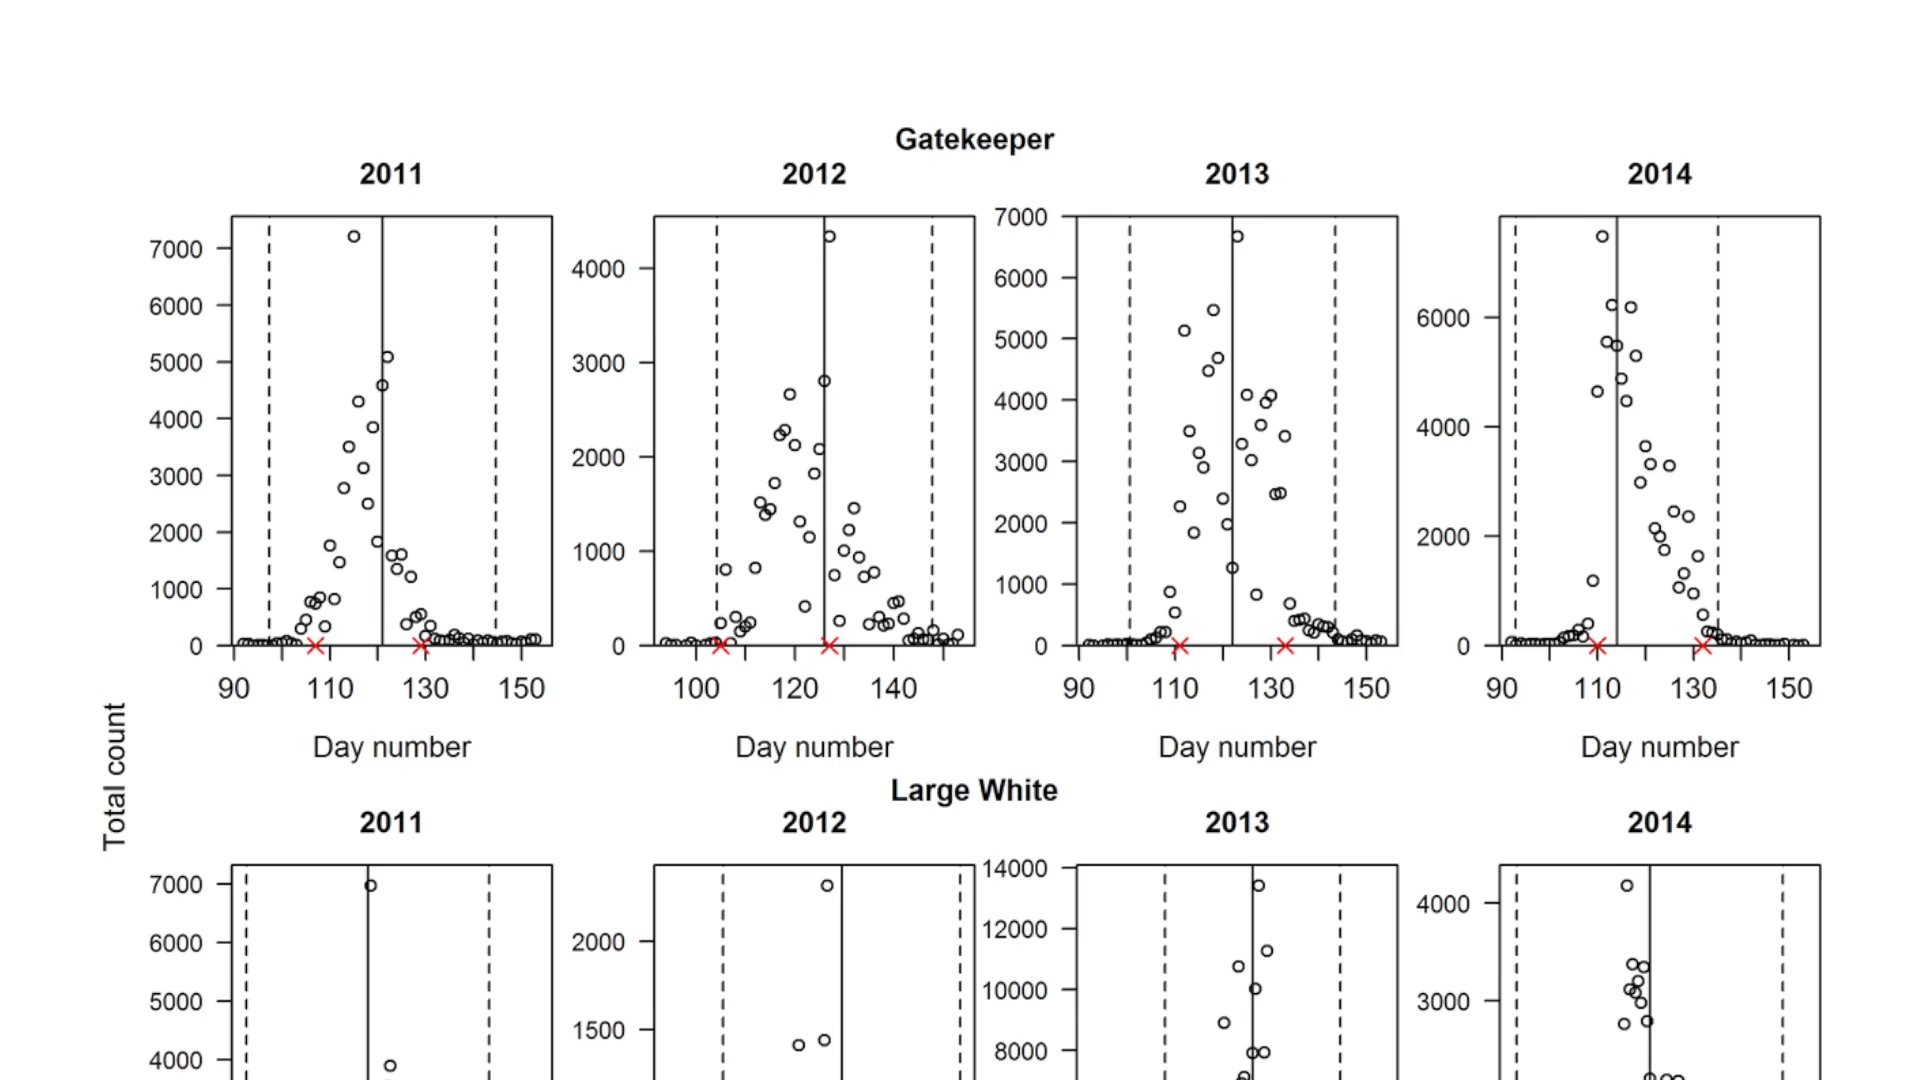 Gatekeeper
2011 2012 2013 2014
7000 6000 5000 4000 3000 2000 1000 0
90 110 130 150
Day number
4000 3000 2000 1000 0
100 120 140
Day number
7000 6000 5000 4000 3000 2000 1000 0
90 110 130 150
Day number
6000 4000 2000 0
90 110 130 150
Day number
Total count
Large White
2011 2012 2013 2014
7000 6000 5000 4000
2000 1500
14000 12000 10000 8000
4000 3000